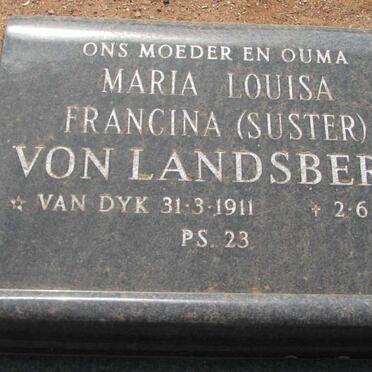 ONS MOEDER EN OUMA
MARIA LOUISA
FRANCINA (SUSTER)
VON LANDSBER
☆ VAN DYK 31-3-1911 ✝ 2-6
PS. 23